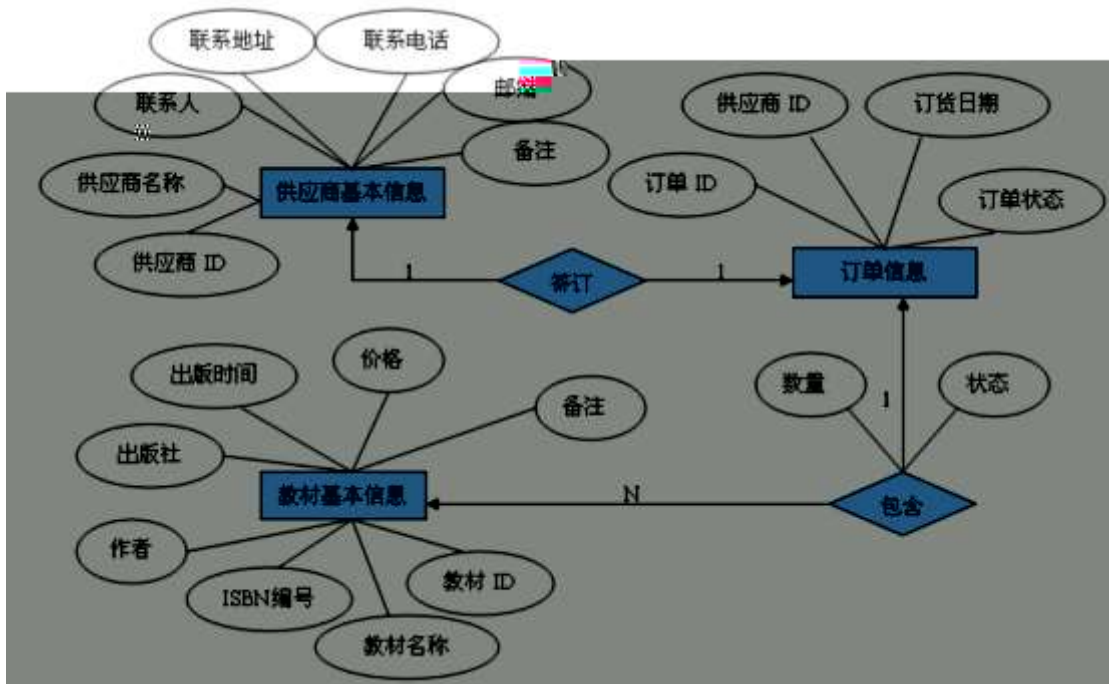 联系地址
联系电话
联系人
邮编
供应商 ID
订货日期
备注
供应商名称
供应商基本信息
订单 ID
订单状态
供应商 ID
1
签订
1
订单信息
价格
出版时间
数量
状态
备注
1
出版社
教材基本信息
N
包含
作者
教材 ID
ISBN编号
教材名称